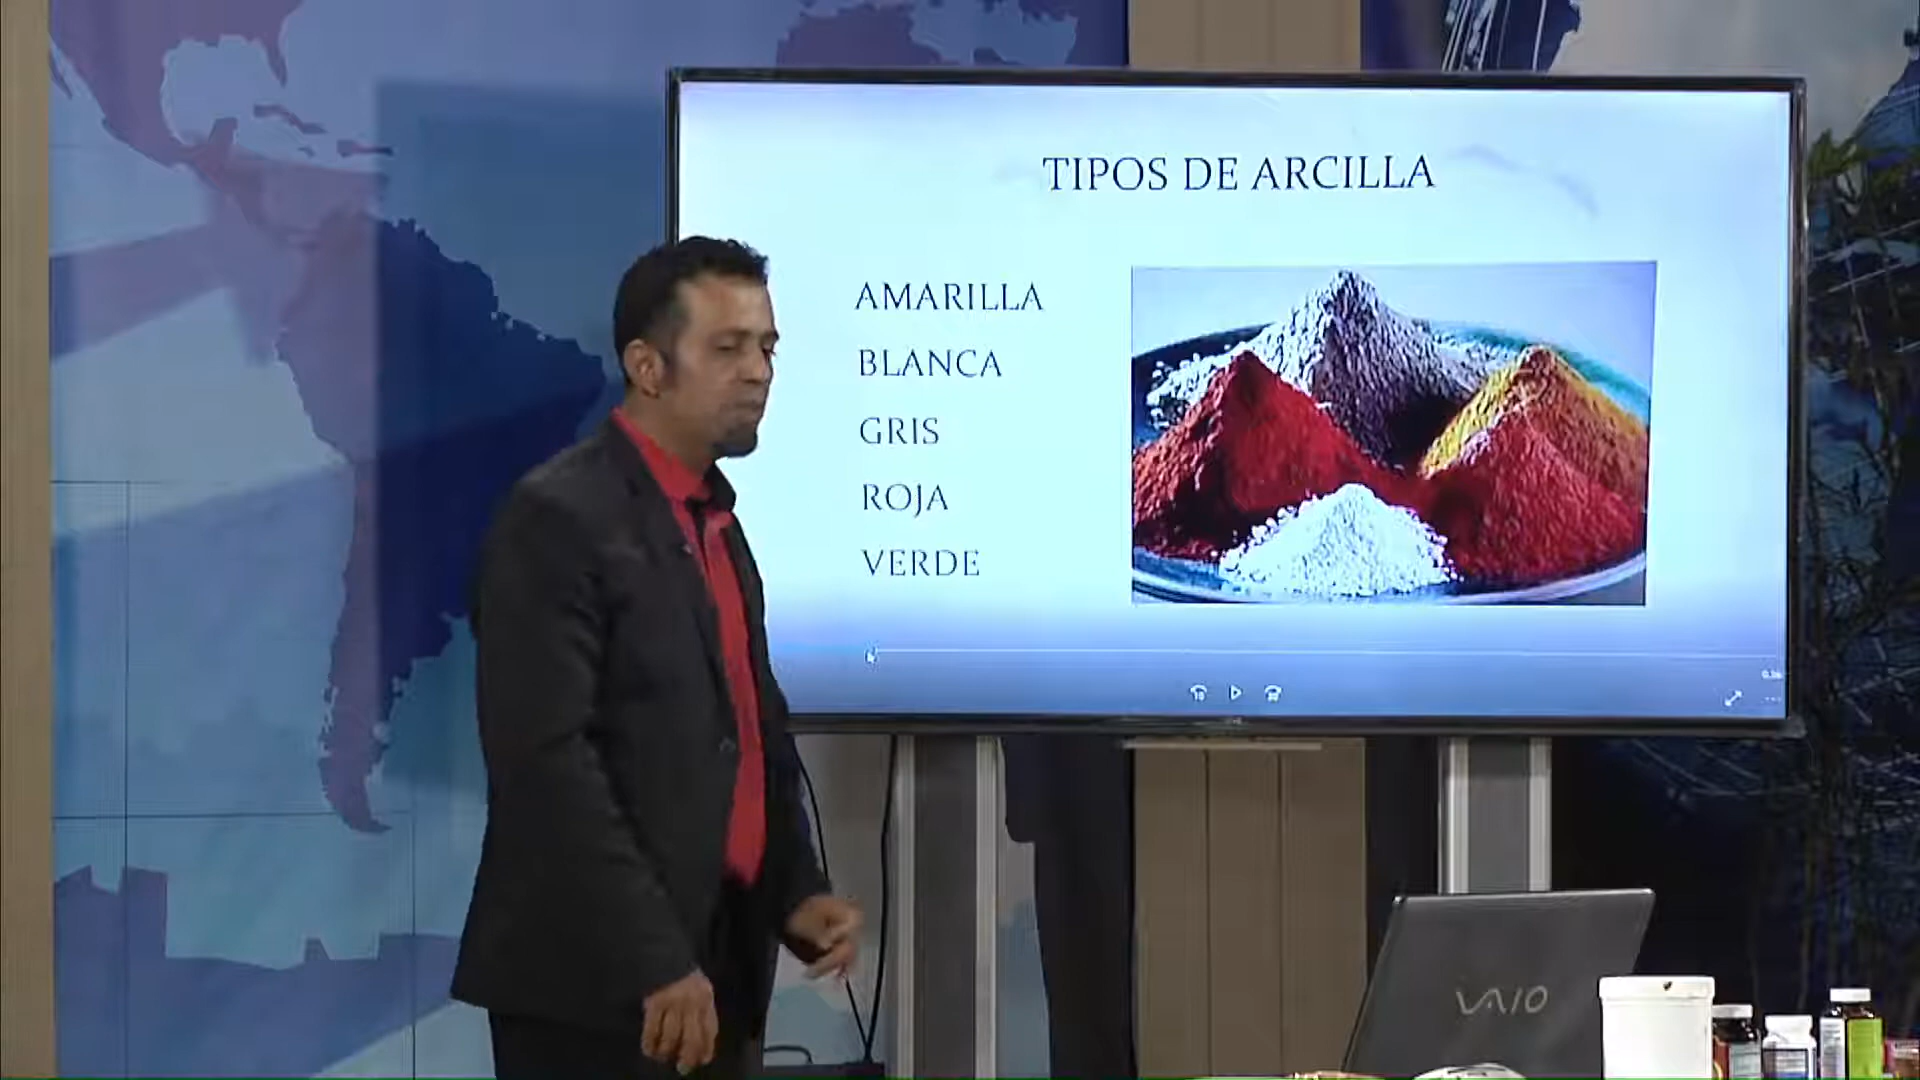 TIPOS DE ARCILLA
AMARILLA
BLANCA
GRIS
ROJA
VERDE
VAIO